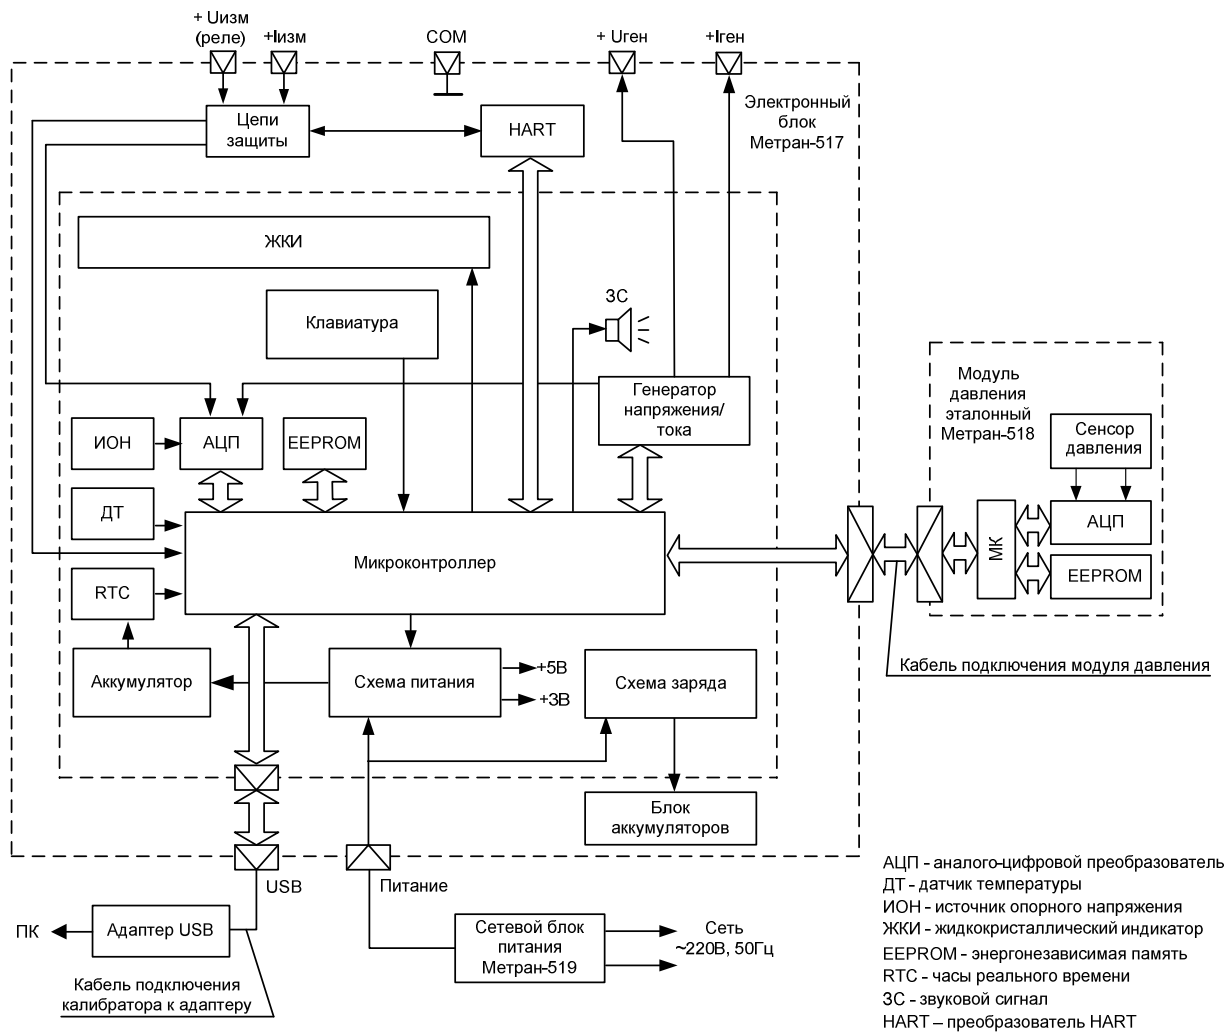 + Uизм
(реле)
+Iизм
COM
+ Uген
+Iген
Электронный
блок
Метран-517
Цепи
защиты
HART
ЖКИ
Клавиатура
ЗС
Генератор
напряжения/
тока
Модуль
давления
эталонный
Метран-518
Сенсор
давления
ИОН
АЦП
EEPROM
ДТ
АЦП
Микроконтроллер
МК
RTC
EEPROM
Аккумулятор
Схема питания
+5В
+3В
Схема заряда
Кабель подключения модуля давления
Блок
аккумуляторов
USB
Питание
ПК
Адаптер USB
Сетевой блок
питания
Метран-519
Сеть
~220В, 50Гц
Кабель подключения
калибратора к адаптеру
АЦП - аналого-цифровой преобразователь
ДТ - датчик температуры
ИОН - источник опорного напряжения
ЖКИ - жидкокристаллический индикатор
EEPROM - энергонезависимая память
RTC - часы реального времени
ЗС - звуковой сигнал
HART – преобразователь HART